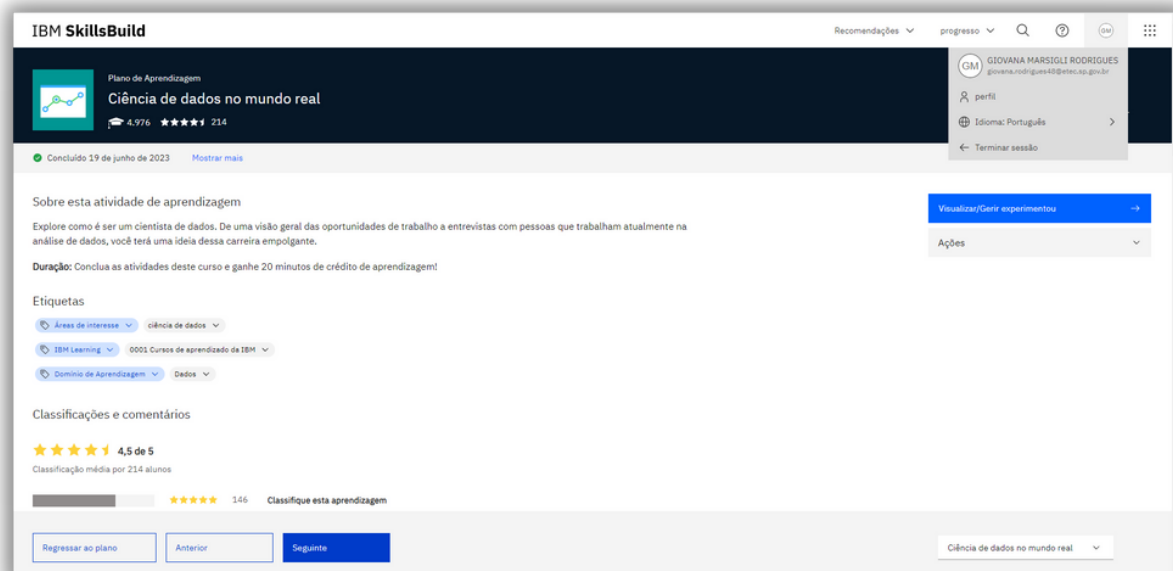 IBM SkillsBuild
Recomendações
progresso
GM
GM
GIOVANA MARSIGLI RODRIGUES
giovana.rodrigues48@etec.sp.gov.br
perfil
Idioma: Português
Terminar sessão
Plano de Aprendizagem
Ciência de dados no mundo real
4.976 214
Concluído 19 de junho de 2023 Mostrar mais
Sobre esta atividade de aprendizagem
Explore como é ser um cientista de dados. De uma visão geral das oportunidades de trabalho a entrevistas com pessoas que trabalham atualmente na
análise de dados, você terá uma ideia dessa carreira empolgante.
Duração: Conclua as atividades deste curso e ganhe 20 minutos de crédito de aprendizagem!
Visualizar/Gerir experimentou
Ações
Etiquetas
Áreas de interesse ciência de dados
IBM Learning 0001 Cursos de aprendizado da IBM
Domínio de Aprendizagem Dados
Classificações e comentários
4,5 de 5
Classificação média por 214 alunos
146 Classifique esta aprendizagem
Regressar ao plano
Anterior
Seguinte
Ciência de dados no mundo real